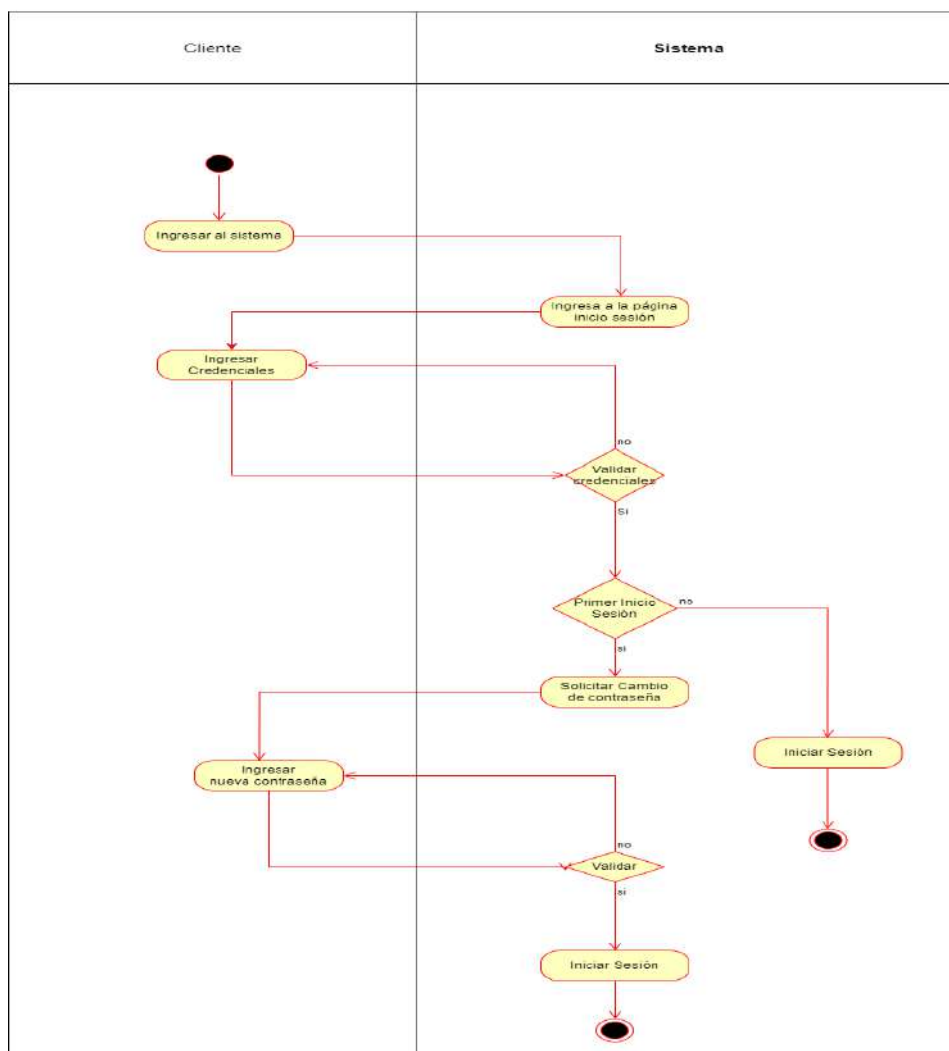 Cliente
Sistema
Ingresar al sistema
Ingresa a la página
inicio sesión
Ingresar
Credenciales
no
Validar
credenciales
Si
Primer Inicio
Sesión
no
si
Solicitar Cambio
de contraseña
Iniciar Sesión
Ingresar
nueva contraseña
no
Validar
si
Iniciar Sesión